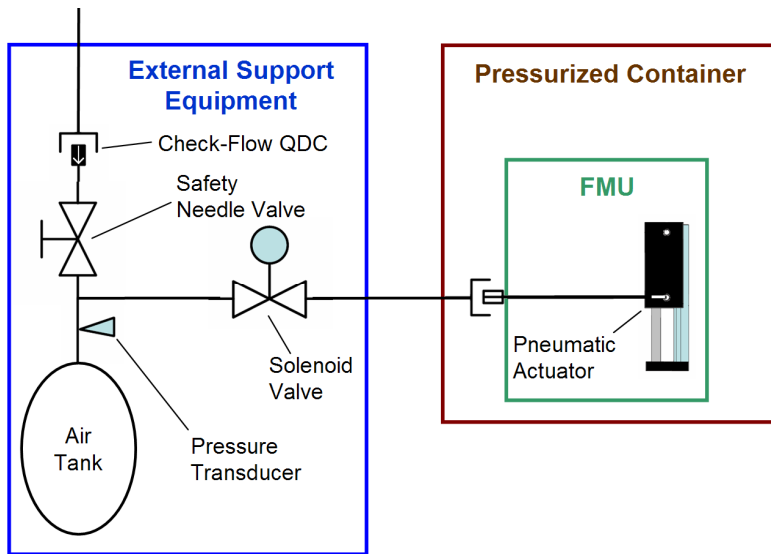 External Support
Equipment
Pressurized Container
Check-Flow QDC
Safety
Needle Valve
FMU
Solenoid
Valve
Pneumatic
Actuator
Air
Tank
Pressure
Transducer